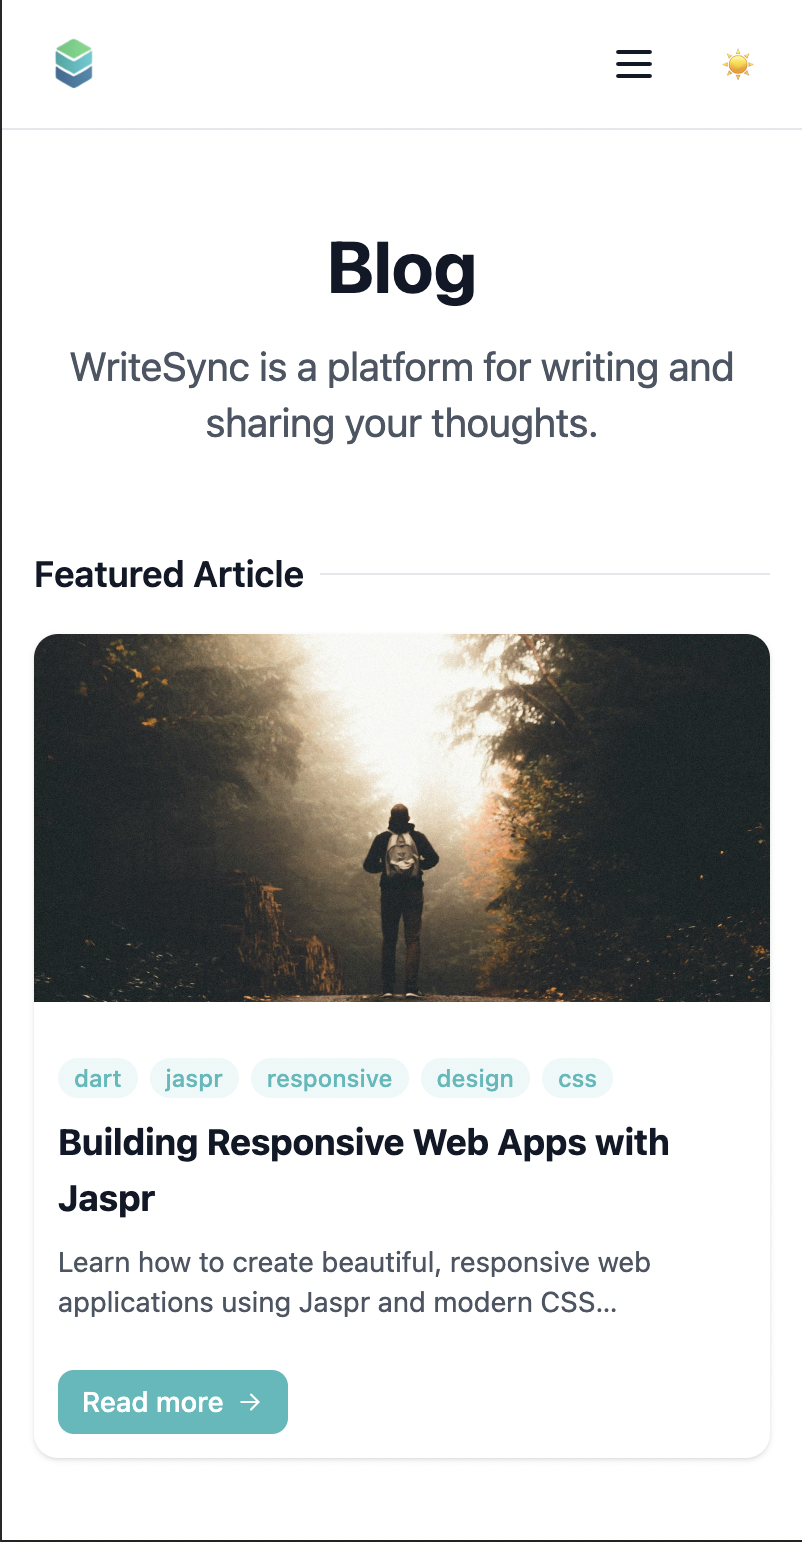 Blog
WriteSync is a platform for writing and
sharing your thoughts.
Featured Article
dart jaspr responsive design css
Building Responsive Web Apps with
Jaspr
Learn how to create beautiful, responsive web
applications using Jaspr and modern CSS...
Read more →